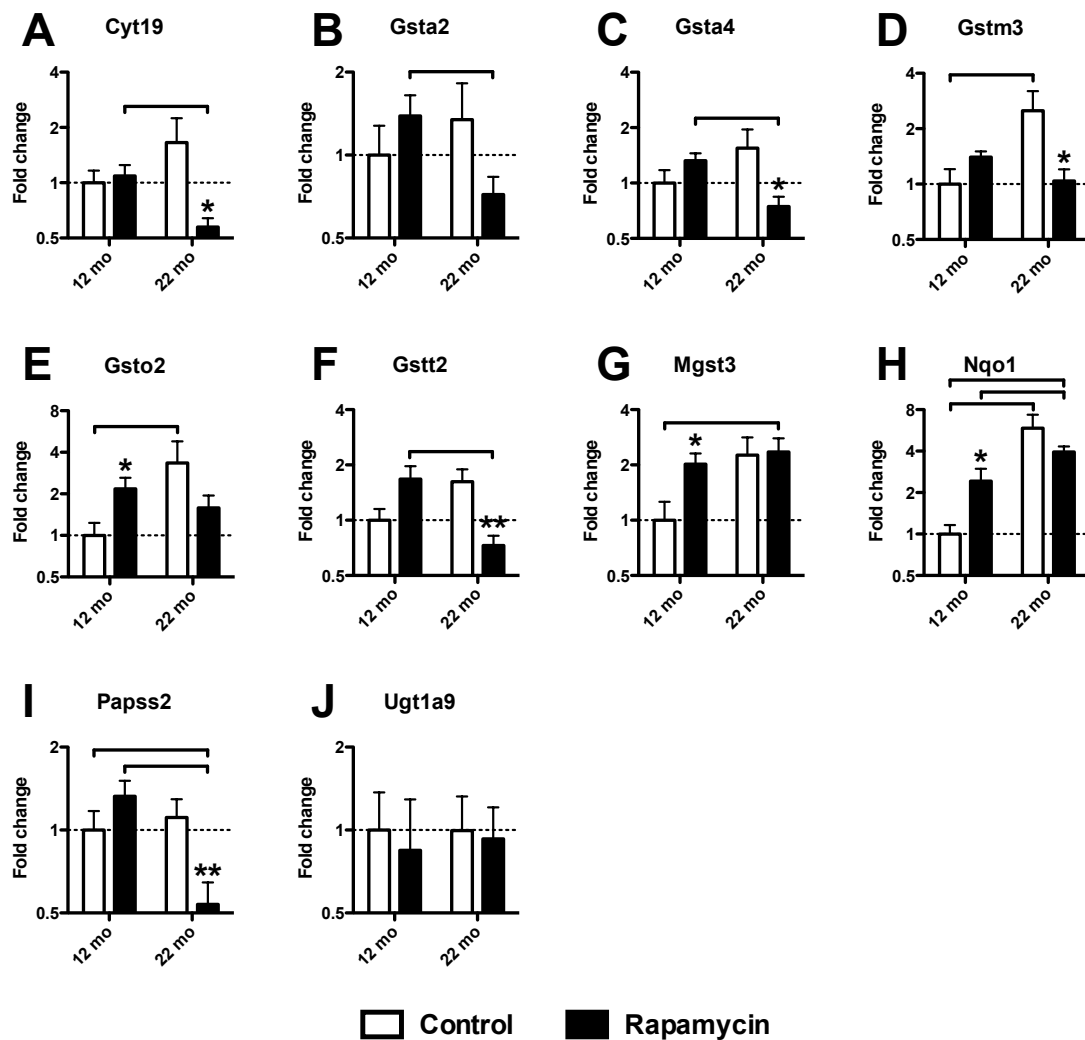 A Cyt19
Fold change
4
2
1
0.5
*
12 mo 22 mo
B Gsta2
Fold change
2
1
0.5
12 mo 22 mo
C Gsta4
Fold change
4
2
1
0.5
*
12 mo 22 mo
D Gstm3
Fold change
4
2
1
0.5
*
12 mo 22 mo
E Gsto2
Fold change
8
4
2
1
0.5
*
12 mo 22 mo
F Gstt2
Fold change
4
2
1
0.5
**
12 mo 22 mo
G Mgst3
Fold change
4
2
1
0.5
*
12 mo 22 mo
H Nqo1
Fold change
8
4
2
1
0.5
*
12 mo 22 mo
I Papss2
Fold change
2
1
0.5
**
12 mo 22 mo
J Ugt1a9
Fold change
2
1
0.5
12 mo 22 mo
Control Rapamycin